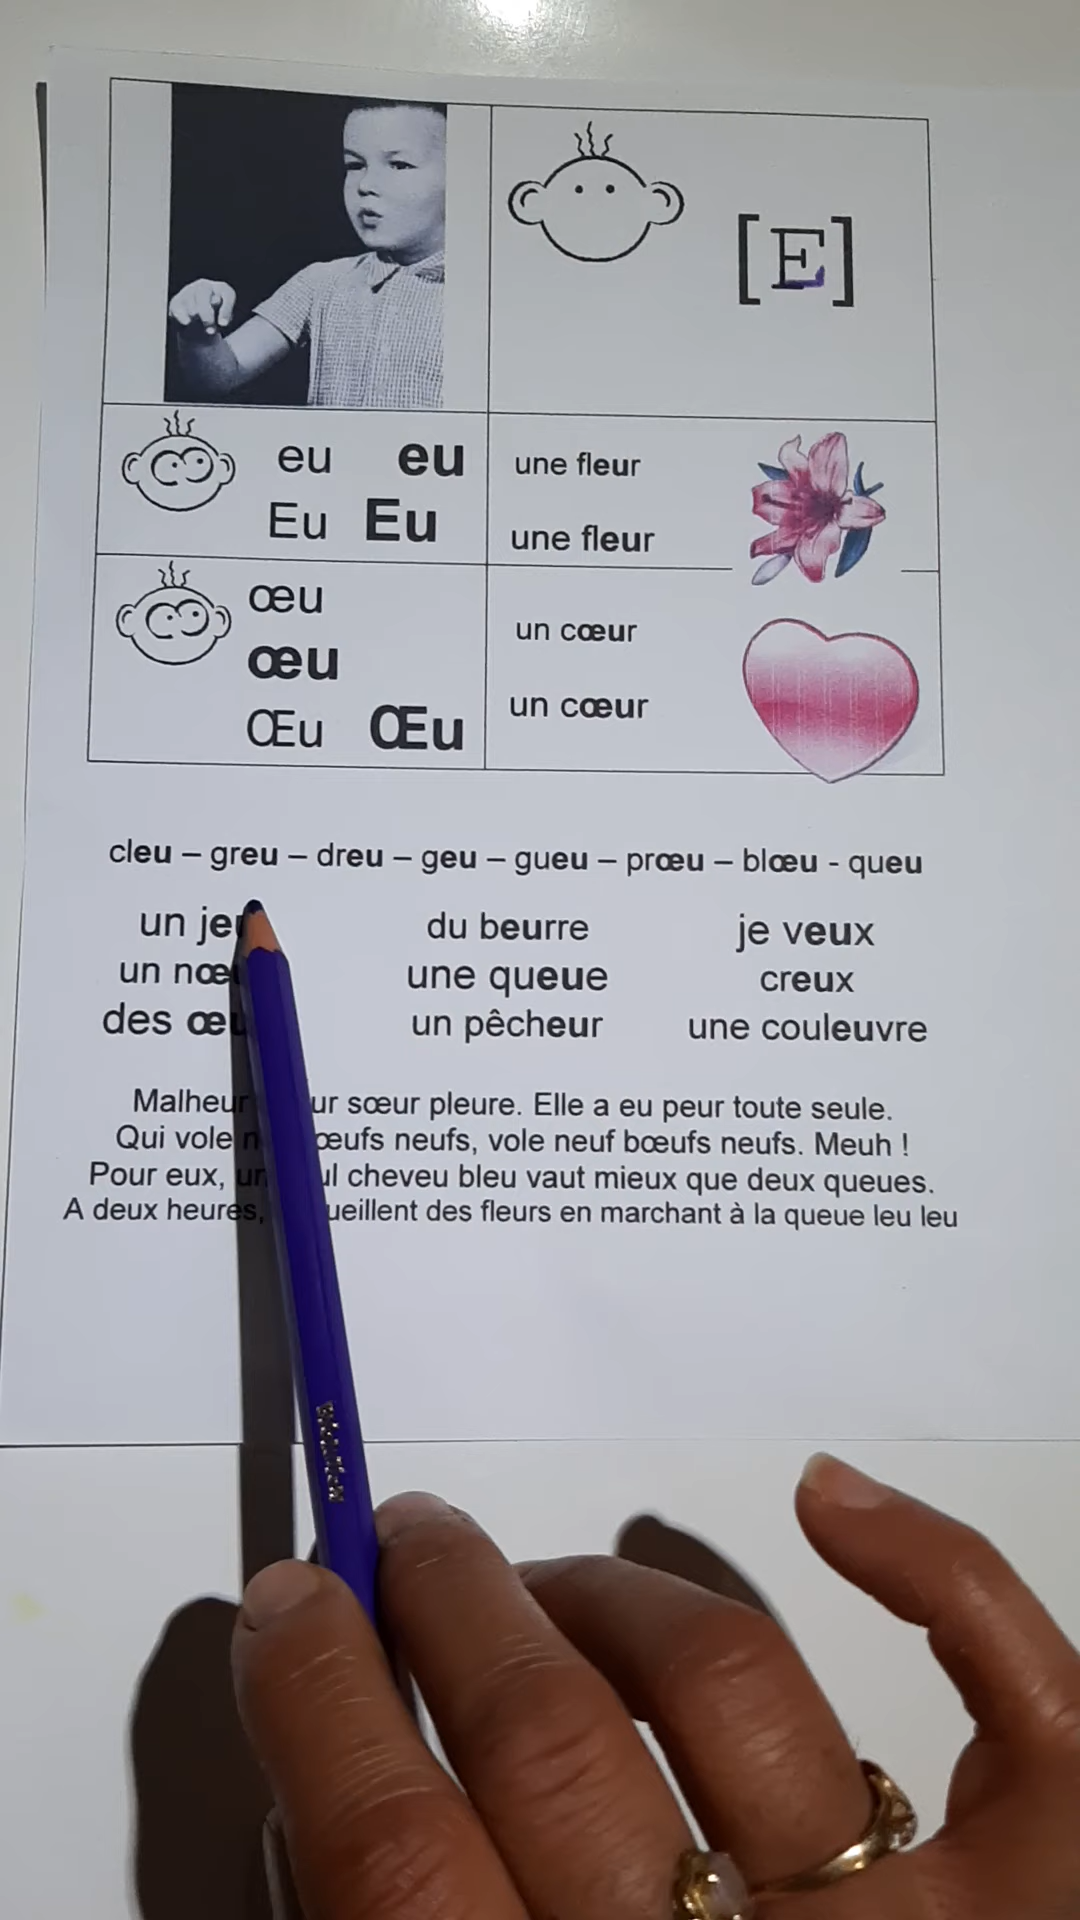 [E]
eu eu
Eu Eu
une fleur
une fleur
œu
œu
Œu Œu
un cœur
un cœur
cleu – greu – dreu – geu – gueu – prœu – blœu - queu
un jeu du beurre je veux
un nœ une queue creux
des œu un pêcheur une couleuvre
Malheur ur sœur pleure. Elle a eu peur toute seule.
Qui vole n œufs neufs, vole neuf bœufs neufs. Meuh !
Pour eux, un ul cheveu bleu vaut mieux que deux queues.
A deux heures, ueillent des fleurs en marchant à la queue leu leu